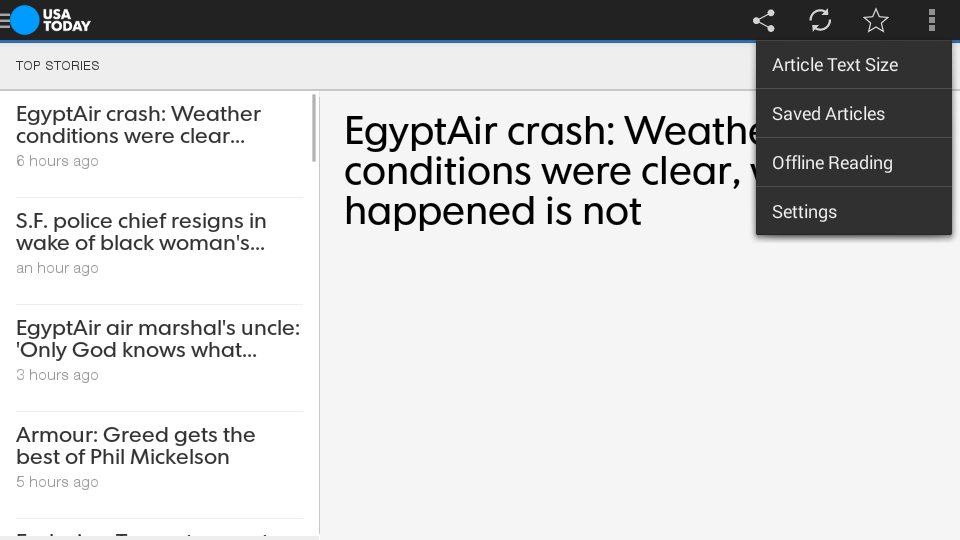 USA
TODAY
TOP STORIES
EgyptAir crash: Weather
conditions were clear...
6 hours ago
S.F. police chief resigns in
wake of black woman's...
an hour ago
EgyptAir air marshal's uncle:
'Only God knows what...
3 hours ago
Armour: Greed gets the
best of Phil Mickelson
5 hours ago
EgyptAir crash: Weathe
conditions were clear,
happened is not
Article Text Size
Saved Articles
Offline Reading
Settings